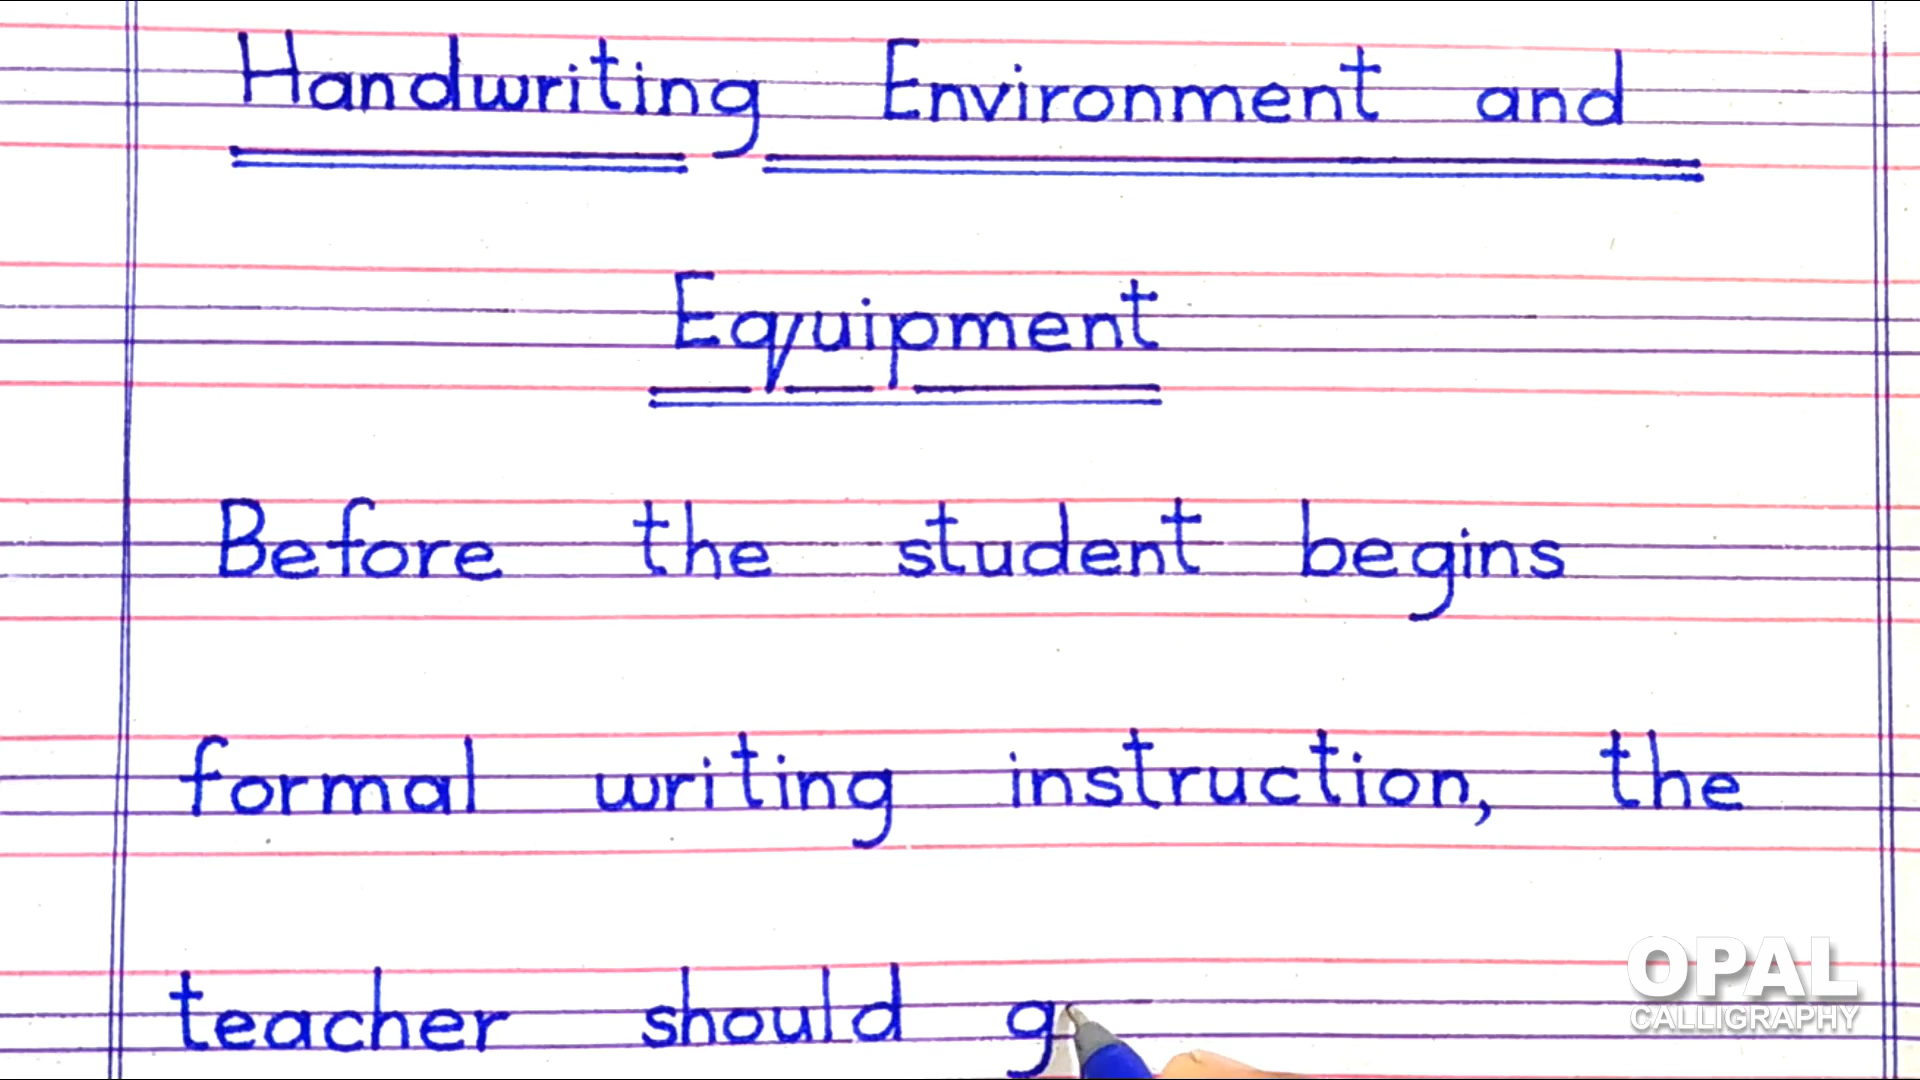 Handwriting Environment and
Equipment
Before the student begins
formal writing instruction, the
teacher should g
OPAL
CALLIGRAPHY